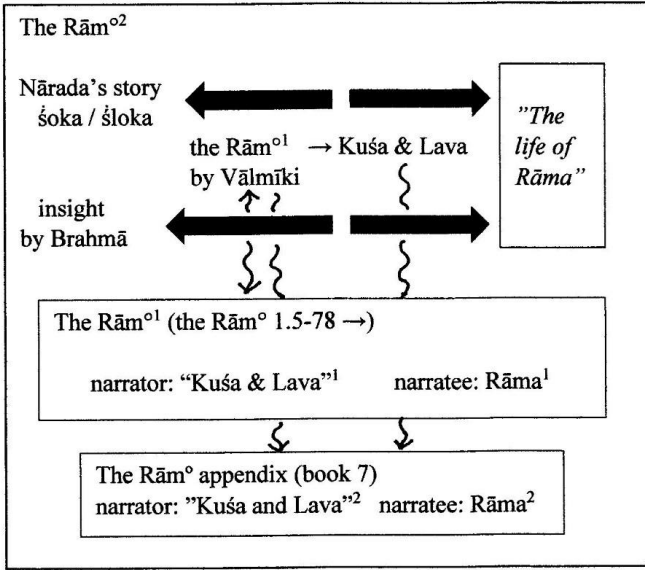 The Rām°²
Nārada's story
śoka / śloka
the Rām°¹ → Kuśa & Lava
by Vālmīki
"The
life of
Rāma"
insight
by Brahmā
The Rām°¹ (the Rām° 1.5-78 →)
narrator: "Kuśa & Lava"¹ narratee: Rāma¹
The Rām° appendix (book 7)
narrator: "Kuśa and Lava"² narratee: Rāma²